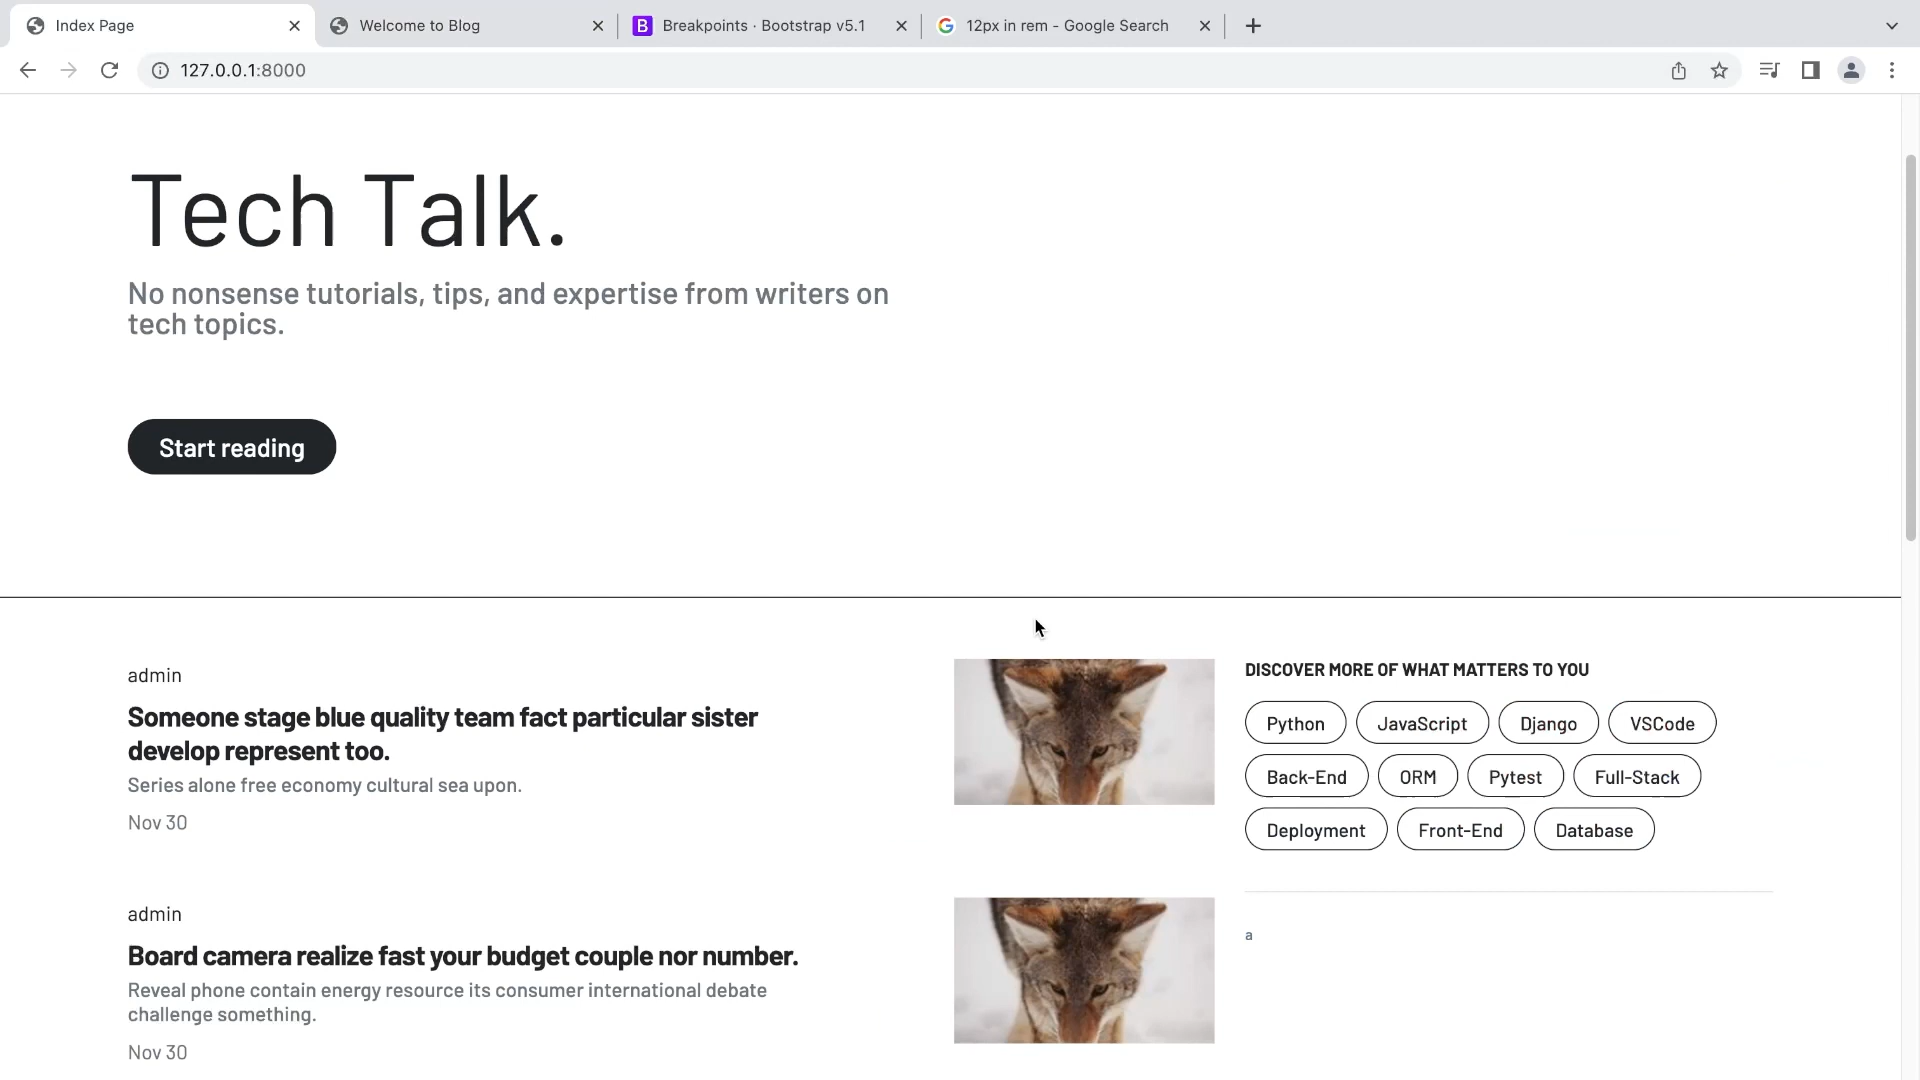 Index Page
Welcome to Blog
B Breakpoints · Bootstrap v5.1
G 12px in rem - Google Search
127.0.0.1:8000
Tech Talk.
No nonsense tutorials, tips, and expertise from writers on
tech topics.
Start reading
admin
Someone stage blue quality team fact particular sister
develop represent too.
Series alone free economy cultural sea upon.
Nov 30
DISCOVER MORE OF WHAT MATTERS TO YOU
Python JavaScript Django VSCode
Back-End ORM Pytest Full-Stack
Deployment Front-End Database
a
admin
Board camera realize fast your budget couple nor number.
Reveal phone contain energy resource its consumer international debate
challenge something.
Nov 30